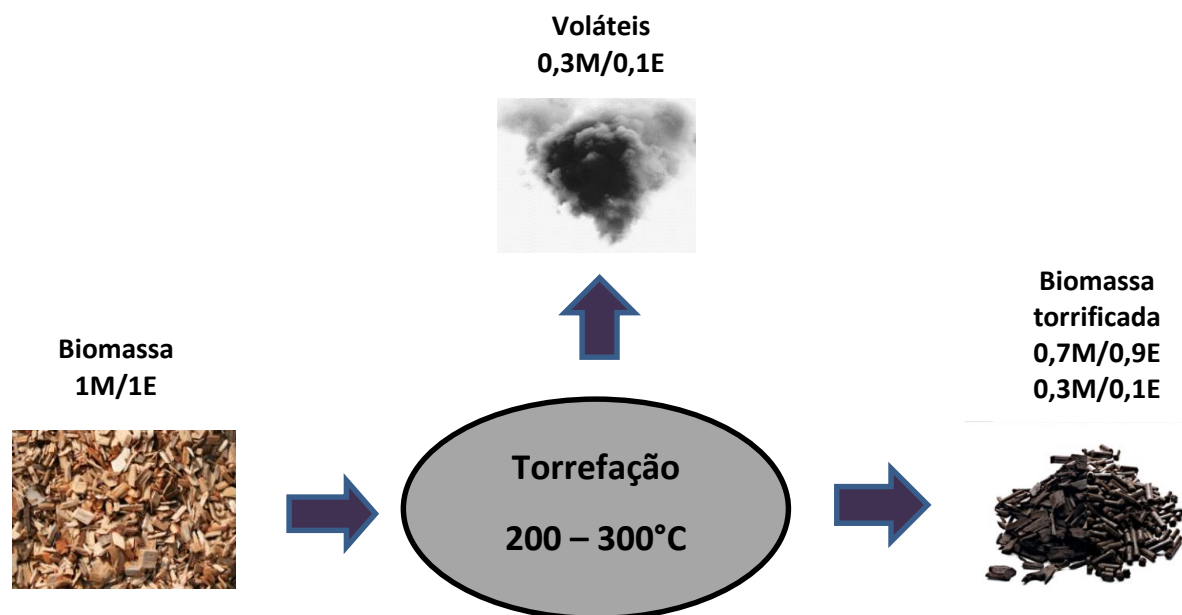 Voláteis
0,3M/0,1E
Biomassa
1M/1E
Torrefação
200 – 300°C
Biomassa
torrificada
0,7M/0,9E
0,3M/0,1E